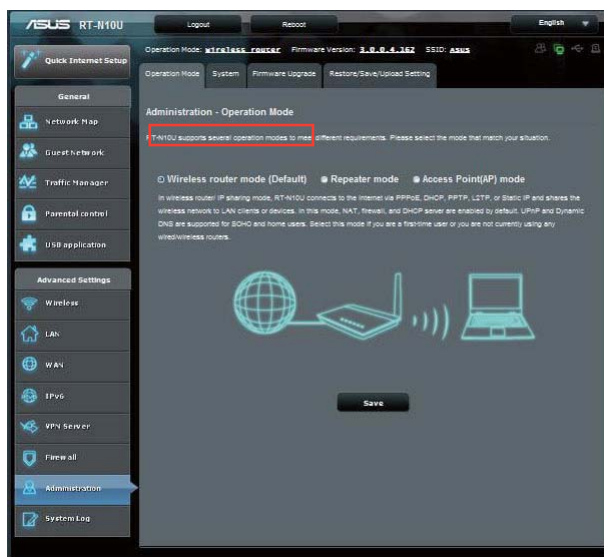 ASUS RT-N10U
Logout
Reboot
English
Operation Mode: wireless router Firmware Version: 3.0.0.4.162 SSID: ASUS
Quick Internet Setup
Operation Mode
System
Firmware Upgrade
Restore/Save/Upload Setting
General
Network Map
Guest Network
Traffic Manager
Parental control
USB application
Advanced Settings
Wireless
LAN
WAN
IPv6
VPN Server
Firewall
Administration
System Log
Administration - Operation Mode
RT-N10U supports several operation modes to meet different requirements. Please select the mode that match your situation.
Wireless router mode (Default)
Repeater mode
Access Point(AP) mode
In wireless router/ IP sharing mode, RT-N10U connects to the internet via PPPoE, DHCP, PPTP, L2TP, or Static IP and shares the
wireless network to LAN clients or devices. In this mode, NAT, firewall, and DHCP server are enabled by default. UPnP and Dynamic
DNS are supported for SOHO and home users. Select this mode if you are a first-time user or you are not currently using any
wired/wireless routers.
Save